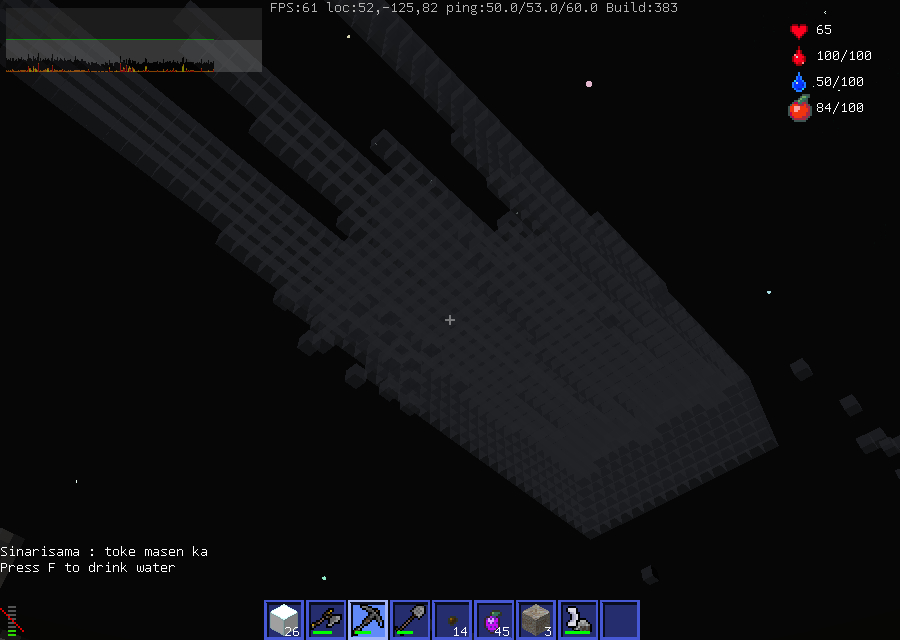 FPS:61 loc:52,-125,82 ping:50.0/53.0/60.0 Build:383
65
100/100
50/100
84/100
Sinarisama : toke masen ka
Press F to drink water
26
14
45
3